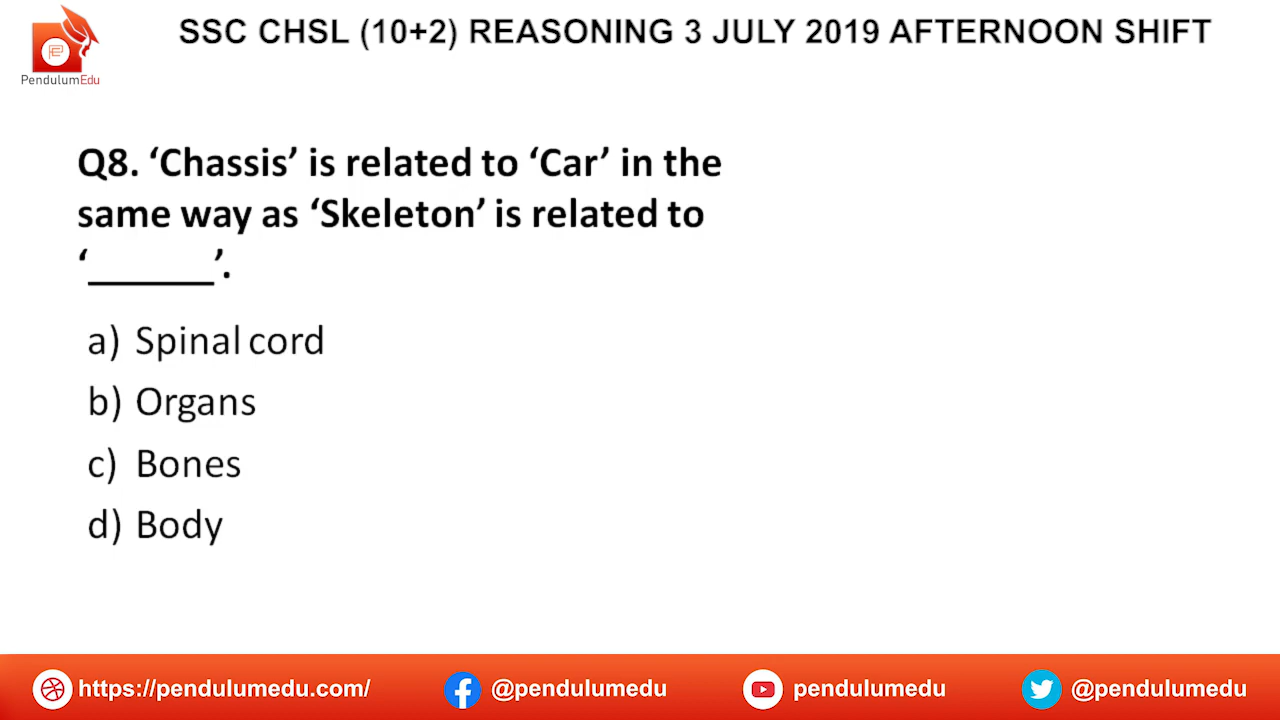 SSC CHSL (10+2) REASONING 3 JULY 2019 AFTERNOON SHIFT
PendulumEdu
Q8. ‘Chassis’ is related to ‘Car’ in the
same way as ‘Skeleton’ is related to
‘______’.
a) Spinal cord
b) Organs
c) Bones
d) Body
https://pendulumedu.com/ @pendulumedu pendulumedu @pendulumedu